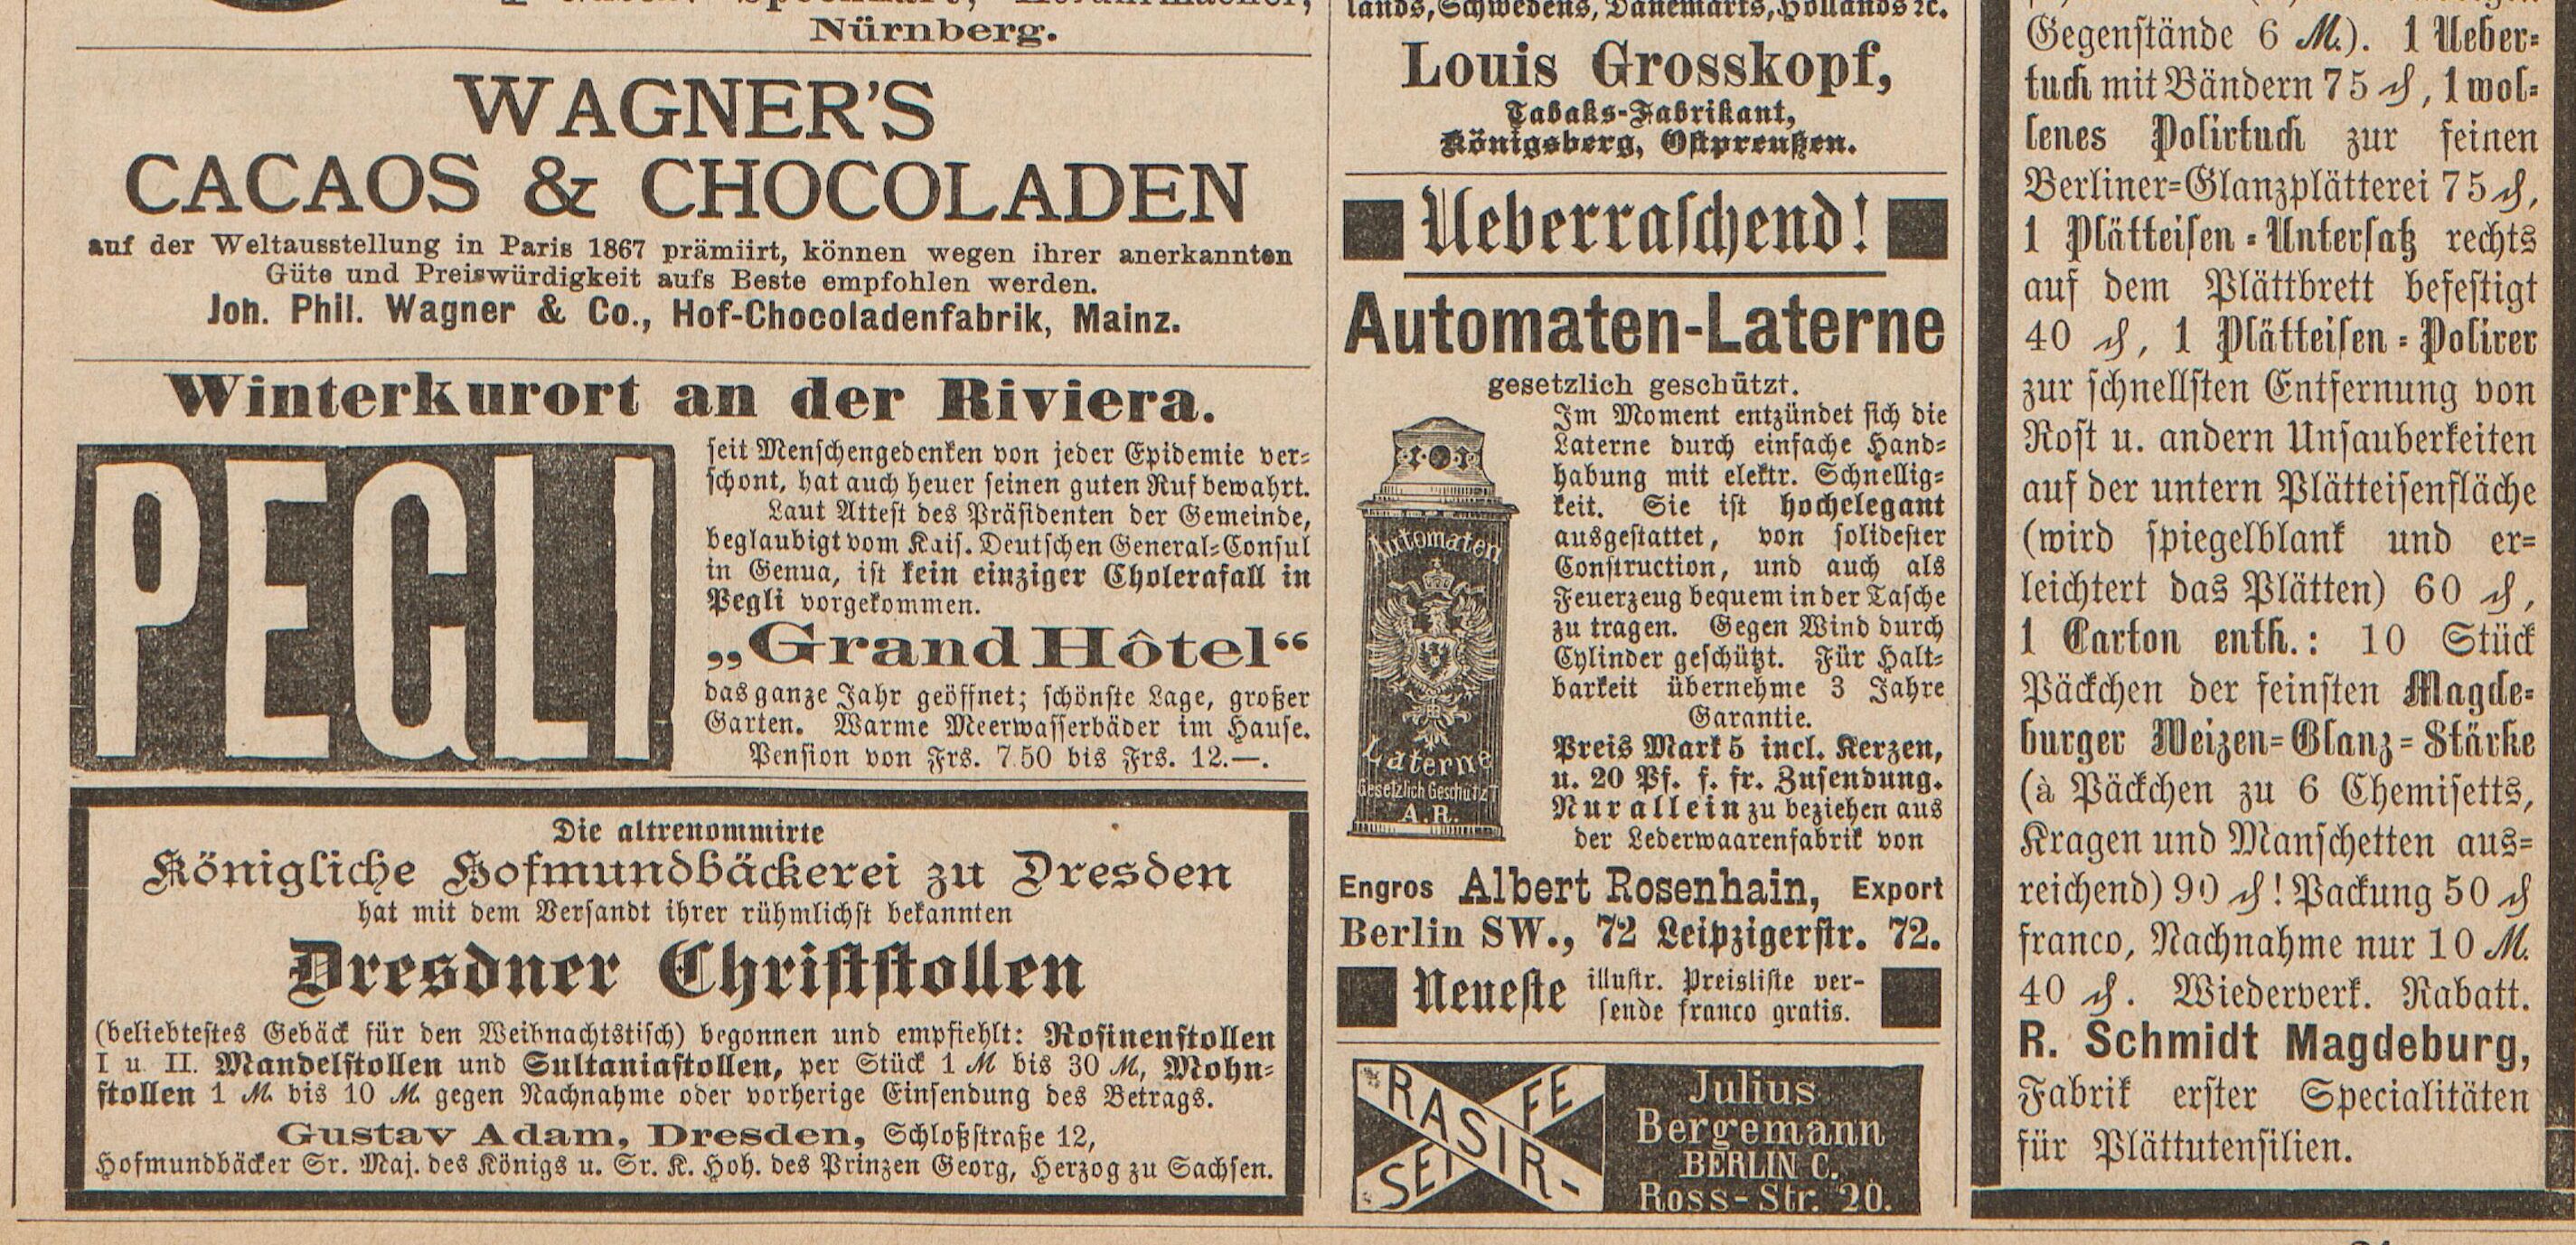 Nürnberg.
WAGNER'S
CACAOS & CHOCOLADEN
auf der Weltausstellung in Paris 1867 prämiirt, können wegen ihrer anerkannten
Güte und Preiswürdigkeit aufs Beste empfohlen werden.
Joh. Phil. Wagner & Co., Hof-Chocoladenfabrik, Mainz.
Winterkurort an der Riviera.
PEGLI
seit Menschengedenken von jeder Epidemie ver-
schont, hat auch heuer seinen guten Ruf bewahrt.
Laut Attest des Präsidenten der Gemeinde,
beglaubigt vom Kais. Deutschen General-Consul
in Genua, ist kein einziger Cholerafall in
Pegli vorgekommen.
„Grand Hôtel“
das ganze Jahr geöffnet; schönste Lage, großer
Garten. Warme Meerwasserbäder im Hause.
Pension von Frs. 7.50 bis Frs. 12.—.
Die altrenommirte
Königliche Hofmundbäckerei zu Dresden
hat mit dem Versandt ihrer rühmlichst bekannten
Dresdner Christstollen
(beliebtestes Gebäck für den Weihnachtstisch) begonnen und empfiehlt: Rosinenstollen
I u. II. Mandelstollen und Sultaniastollen, per Stück 1 M bis 30 M, Mohn-
stollen 1 M. bis 10 M. gegen Nachnahme oder vorherige Einsendung des Betrags.
Gustav Adam, Dresden, Schloßstraße 12,
Hofmundbäcker Sr. Maj. des Königs u. Sr. K. Hoh. des Prinzen Georg, Herzog zu Sachsen.
lands, Schwedens, Dänemarks, Hollands ꝛc.
Louis Grosskopf,
Tabaks-Fabrikant,
Königsberg, Ostpreußen.
Ueberraschend!
Automaten-Laterne
gesetzlich geschützt.
Automaten
Laterne
Gesetzlich Geschützt
A.R.
Im Moment entzündet sich die
Laterne durch einfache Hand-
habung mit elektr. Schnellig-
keit. Sie ist hochelegant
ausgestattet, von solidester
Construction, und auch als
Feuerzeug bequem in der Tasche
zu tragen. Gegen Wind durch
Cylinder geschützt. Für Halt-
barkeit übernehme 3 Jahre
Garantie.
Preis Mark 5 incl. Kerzen,
u. 20 Pf. f. fr. Zusendung.
Nur allein zu beziehen aus
der Lederwaarenfabrik von
Engros Albert Rosenhain, Export
Berlin SW., 72 Leipzigerstr. 72.
Neueste illustr. Preisliste ver-
sende franco gratis.
RASIR-
SEIFE
Julius
Bergemann
BERLIN C.
Ross-Str. 20.
Gegenstände 6 M.). 1 Ueber-
tuch mit Bändern 75 ₰, 1 wol-
lenes Polirtuch zur feinen
Berliner-Glanzplätterei 75 ₰,
1 Plätteisen-Untersatz rechts
auf dem Plättbrett befestigt
40 ₰, 1 Plätteisen-Polirer
zur schnellsten Entfernung von
Rost u. andern Unsauberkeiten
auf der untern Plätteisenfläche
(wird spiegelblank und er-
leichtert das Plätten) 60 ₰,
1 Carton enth.: 10 Stück
Päckchen der feinsten Magde-
burger Weizen-Glanz-Stärke
(à Päckchen zu 6 Chemisetts,
Kragen und Manschetten aus-
reichend) 90 ₰! Packung 50 ₰
franco, Nachnahme nur 10 M.
40 ₰. Wiederverk. Rabatt.
R. Schmidt Magdeburg,
Fabrik erster Specialitäten
für Plättutensilien.